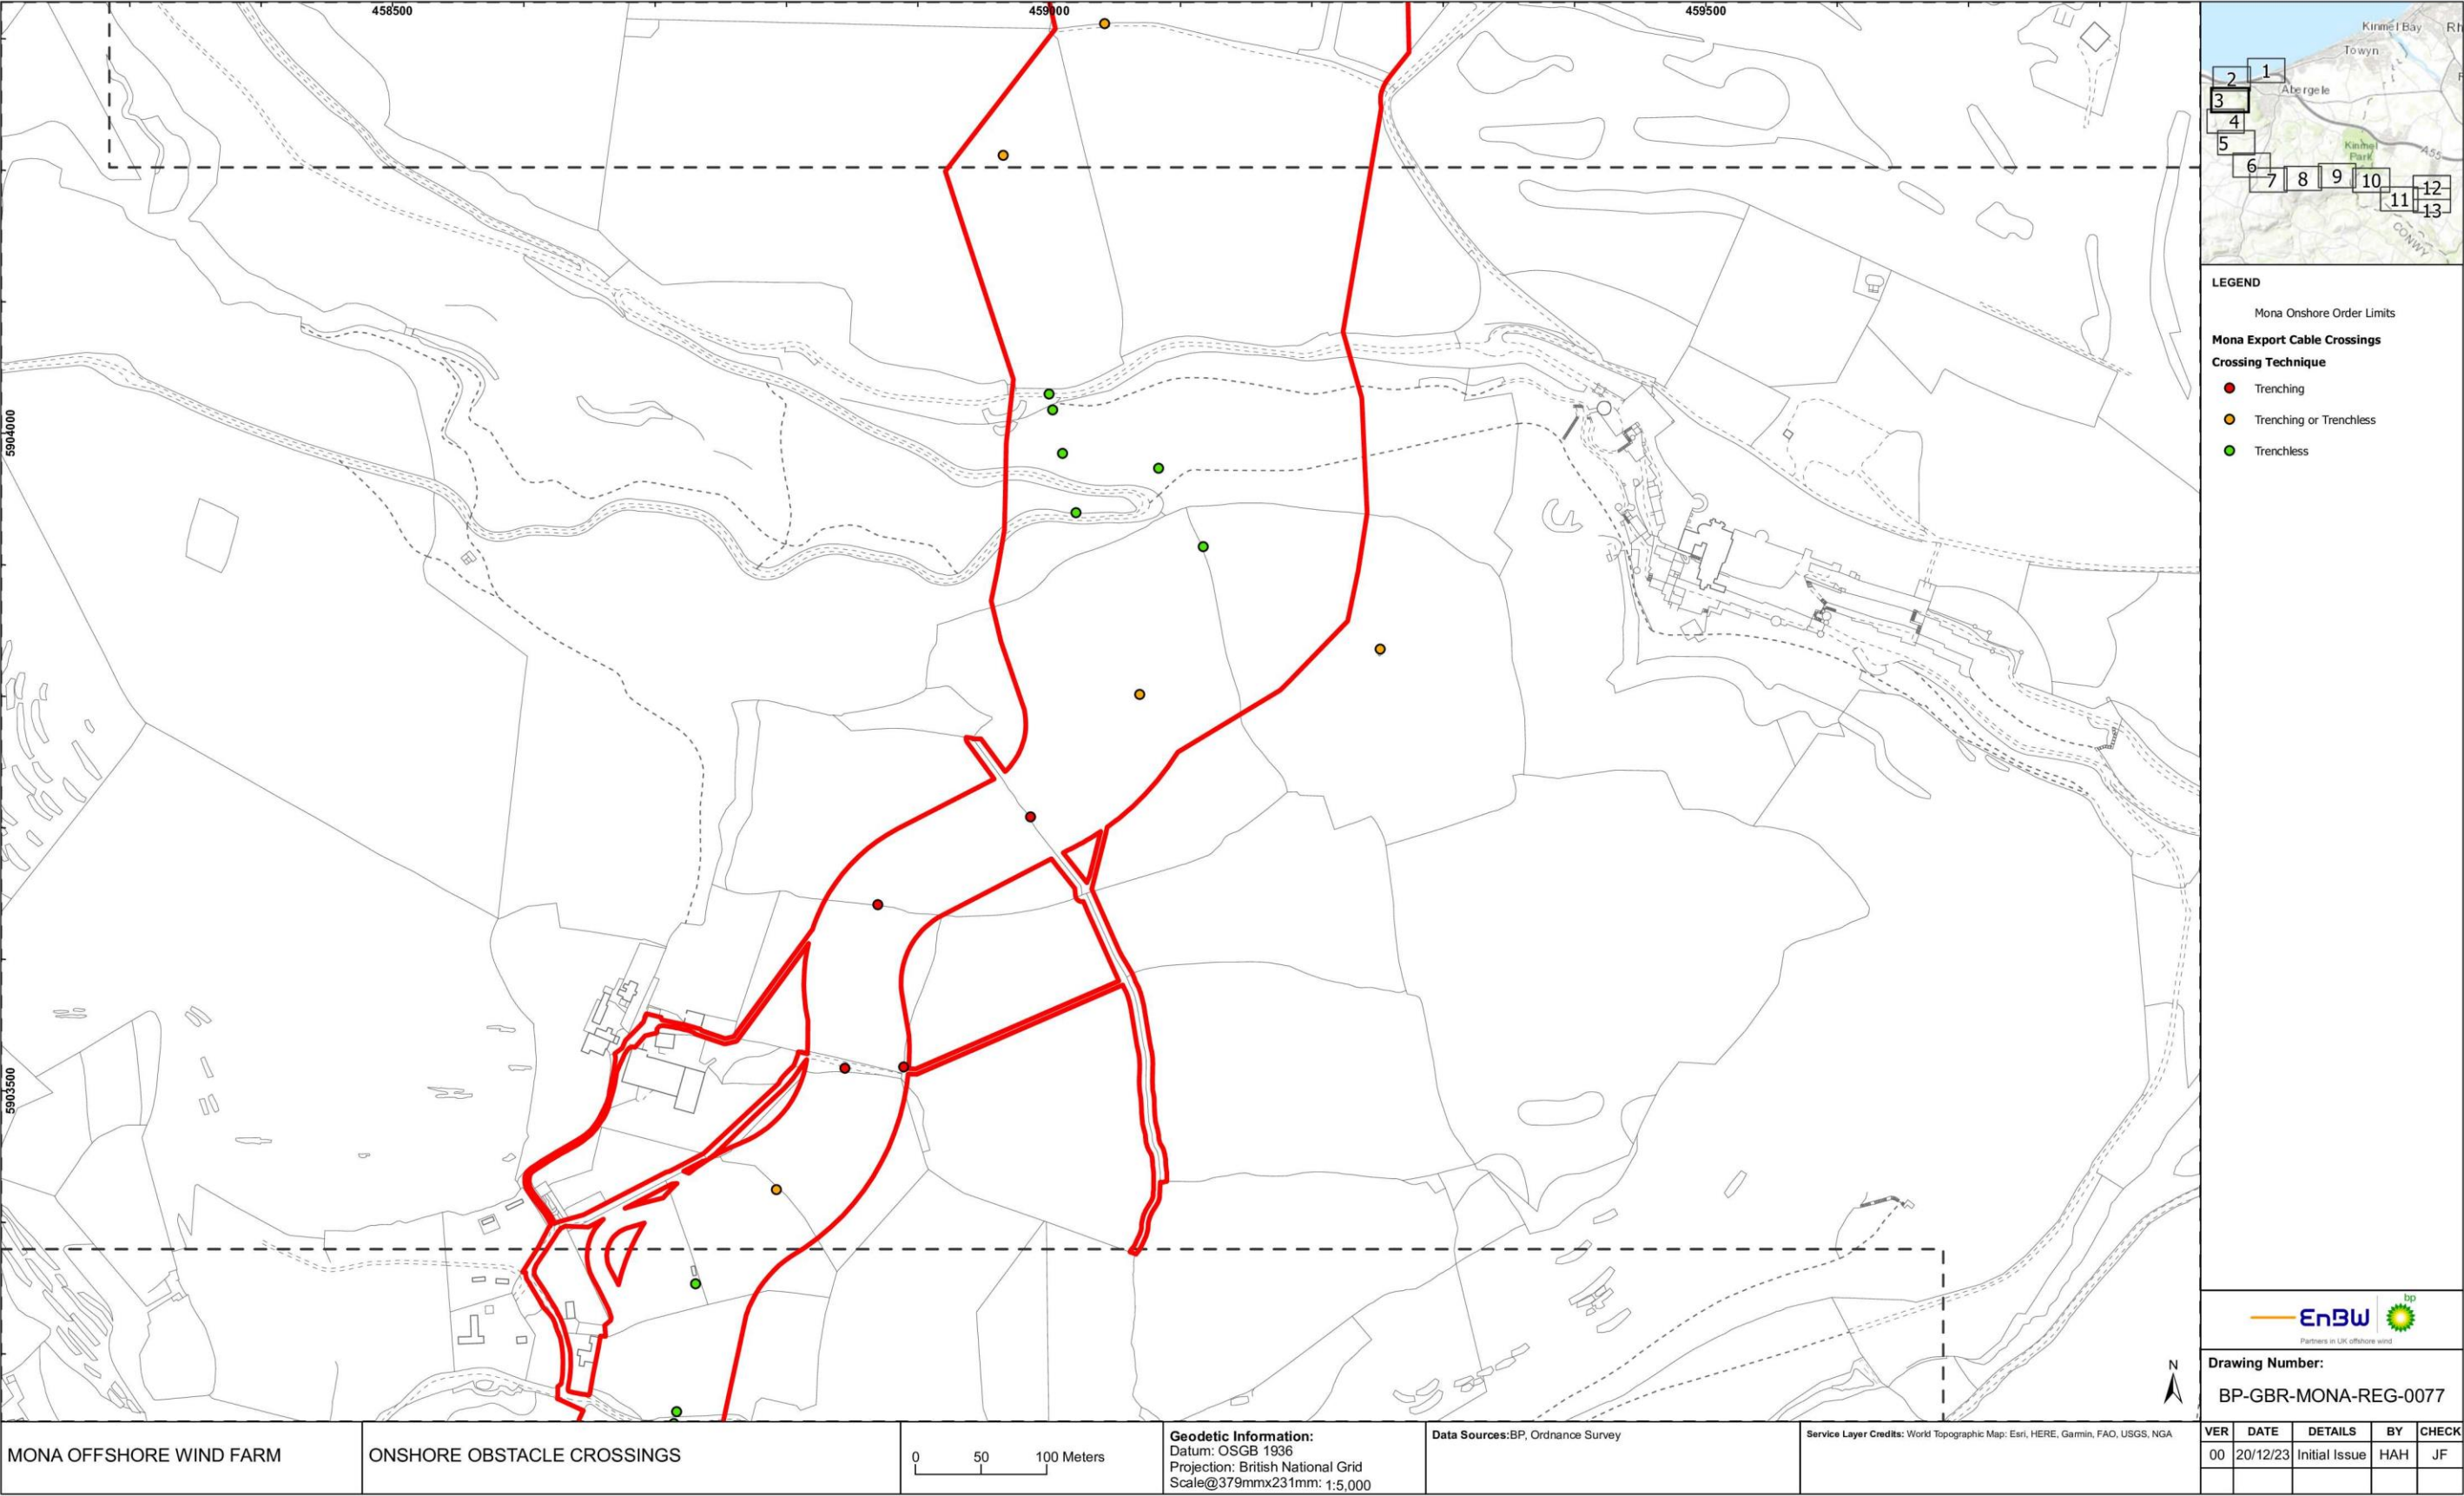 458500
459000
459500
5904000
5903500
Kinmel Bay
Rh
Towyn
Abergele
Kinmel
Park
A55
CONWY
1
2
3
4
5
6
7
8
9
10
11
12
13
LEGEND
Mona Onshore Order Limits
Mona Export Cable Crossings
Crossing Technique
Trenching
Trenching or Trenchless
Trenchless
EnBW
bp
Partners in UK offshore wind
N
Drawing Number:
BP-GBR-MONA-REG-0077
VER DATE DETAILS BY CHECK
00 20/12/23 Initial Issue HAH JF
MONA OFFSHORE WIND FARM
ONSHORE OBSTACLE CROSSINGS
0 50 100 Meters
Geodetic Information:
Datum: OSGB 1936
Projection: British National Grid
Scale@379mmx231mm: 1:5,000
Data Sources:BP, Ordnance Survey
Service Layer Credits: World Topographic Map: Esri, HERE, Garmin, FAO, USGS, NGA